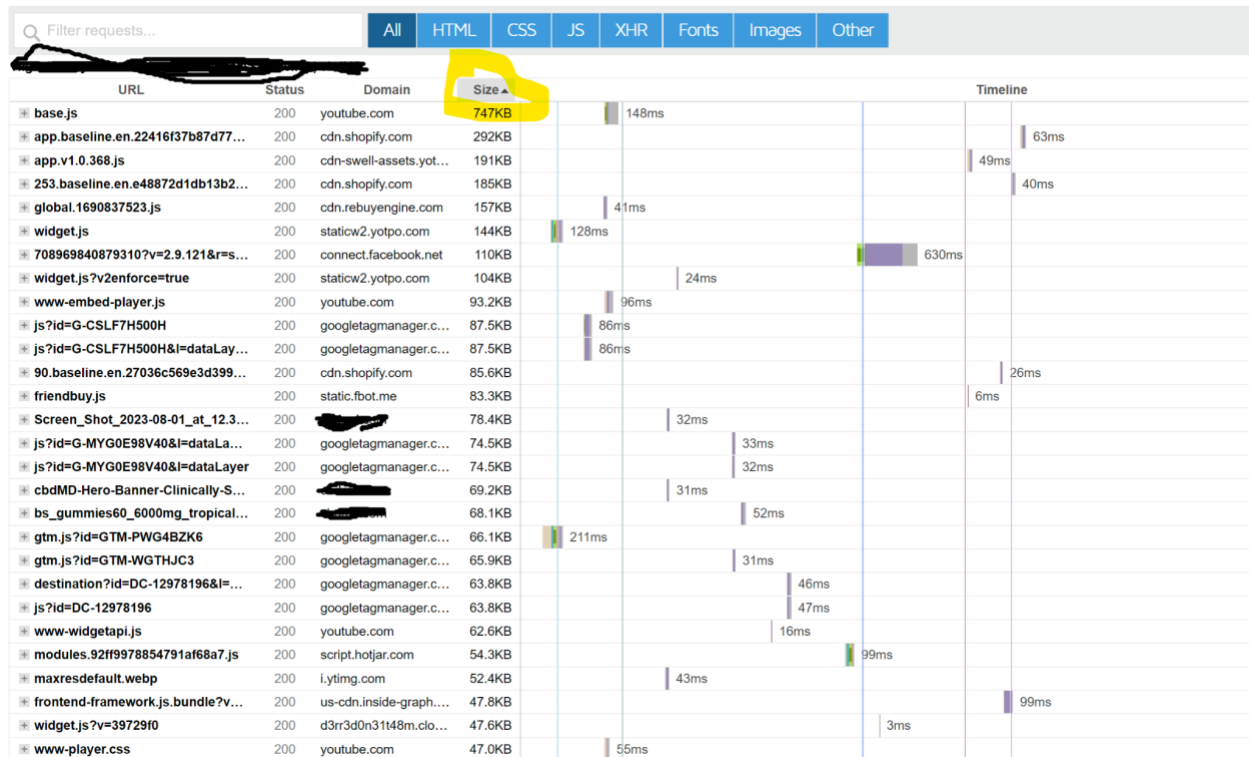 Filter requests...
All HTML CSS JS XHR Fonts Images Other
URL Status Domain Size Timeline
base.js 200 youtube.com 747KB 148ms
app.baseline.en.22416f37b87d77... 200 cdn.shopify.com 292KB 63ms
app.v1.0.368.js 200 cdn-swell-assets.yot... 191KB 49ms
253.baseline.en.e48872d1db13b2... 200 cdn.shopify.com 185KB 40ms
global.1690837523.js 200 cdn.rebuyengine.com 157KB 41ms
widget.js 200 staticw2.yotpo.com 144KB 128ms
708969840879310?v=2.9.121&r=s... 200 connect.facebook.net 110KB 630ms
widget.js?v2enforce=true 200 staticw2.yotpo.com 104KB 24ms
www-embed-player.js 200 youtube.com 93.2KB 96ms
js?id=G-CSLF7H500H 200 googletagmanager.c... 87.5KB 86ms
js?id=G-CSLF7H500H&l=dataLay... 200 googletagmanager.c... 87.5KB 86ms
90.baseline.en.27036c569e3d399... 200 cdn.shopify.com 85.6KB 26ms
friendbuy.js 200 static.fbot.me 83.3KB 6ms
Screen_Shot_2023-08-01_at_12.3... 200 78.4KB 32ms
js?id=G-MYG0E98V40&l=dataLa... 200 googletagmanager.c... 74.5KB 33ms
js?id=G-MYG0E98V40&l=dataLayer 200 googletagmanager.c... 74.5KB 32ms
cbdMD-Hero-Banner-Clinically-S... 200 69.2KB 31ms
bs_gummies60_6000mg_tropical... 200 68.1KB 52ms
gtm.js?id=GTM-PWG4BZK6 200 googletagmanager.c... 66.1KB 211ms
gtm.js?id=GTM-WGTHJC3 200 googletagmanager.c... 65.9KB 31ms
destination?id=DC-12978196&l=... 200 googletagmanager.c... 63.8KB 46ms
js?id=DC-12978196 200 googletagmanager.c... 63.8KB 47ms
www-widgetapi.js 200 youtube.com 62.6KB 16ms
modules.92ff9978854791af68a7.js 200 script.hotjar.com 54.3KB 99ms
maxresdefault.webp 200 i.ytimg.com 52.4KB 43ms
frontend-framework.js.bundle?v... 200 us-cdn.inside-graph.... 47.8KB 99ms
widget.js?v=39729f0 200 d3rr3d0n31t48m.clo... 47.6KB 3ms
www-player.css 200 youtube.com 47.0KB 55ms